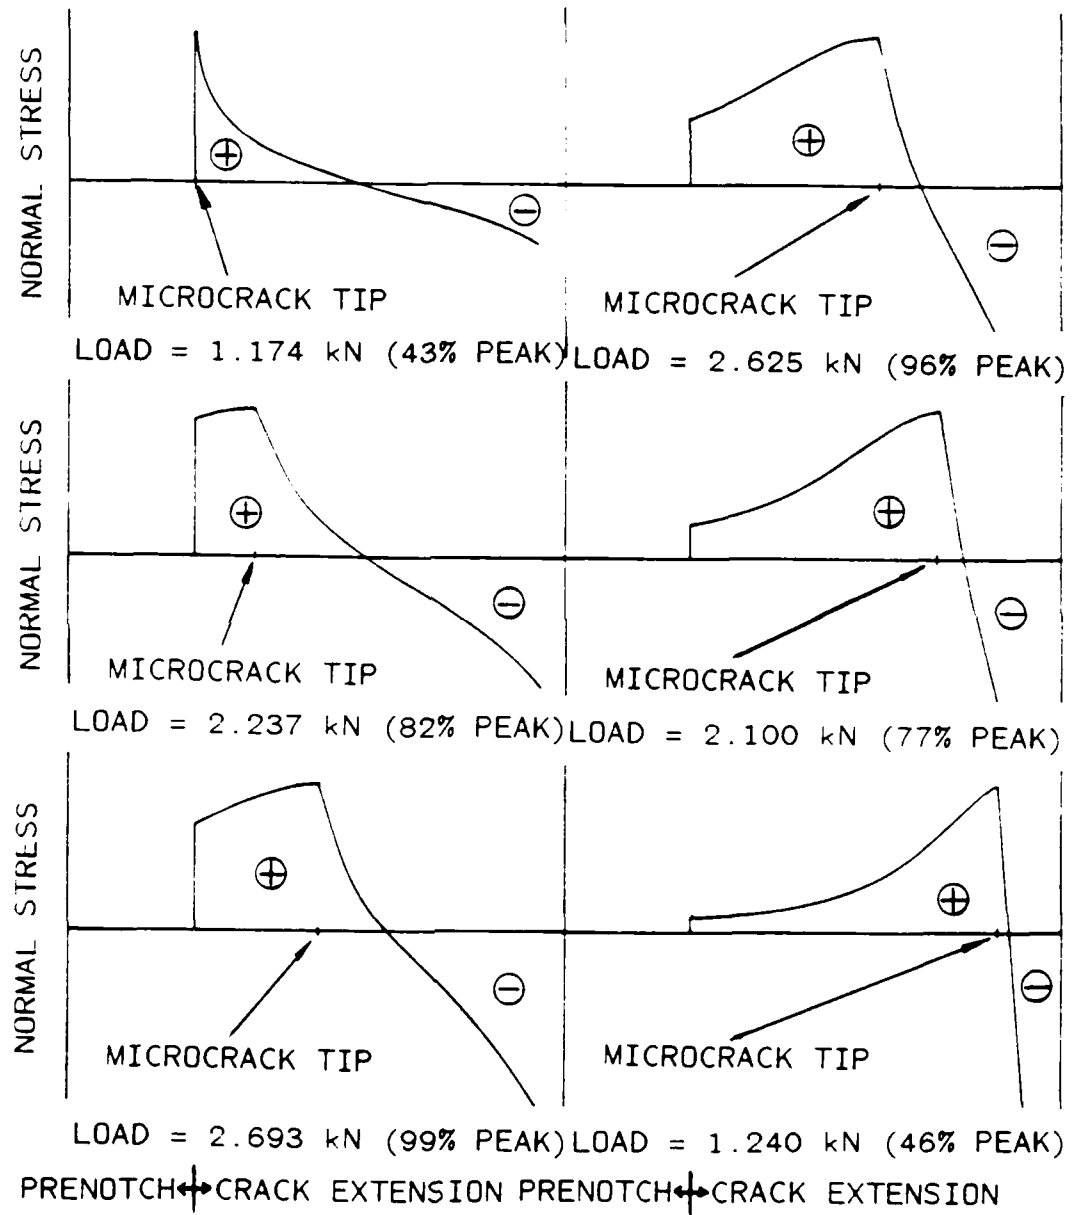 NORMAL STRESS
MICROCRACK TIP
MICROCRACK TIP
LOAD = 1.174 kN (43% PEAK)
LOAD = 2.625 kN (96% PEAK)
NORMAL STRESS
MICROCRACK TIP
MICROCRACK TIP
LOAD = 2.237 kN (82% PEAK)
LOAD = 2.100 kN (77% PEAK)
NORMAL STRESS
MICROCRACK TIP
MICROCRACK TIP
LOAD = 2.693 kN (99% PEAK)
LOAD = 1.240 kN (46% PEAK)
PRENOTCH CRACK EXTENSION PRENOTCH CRACK EXTENSION